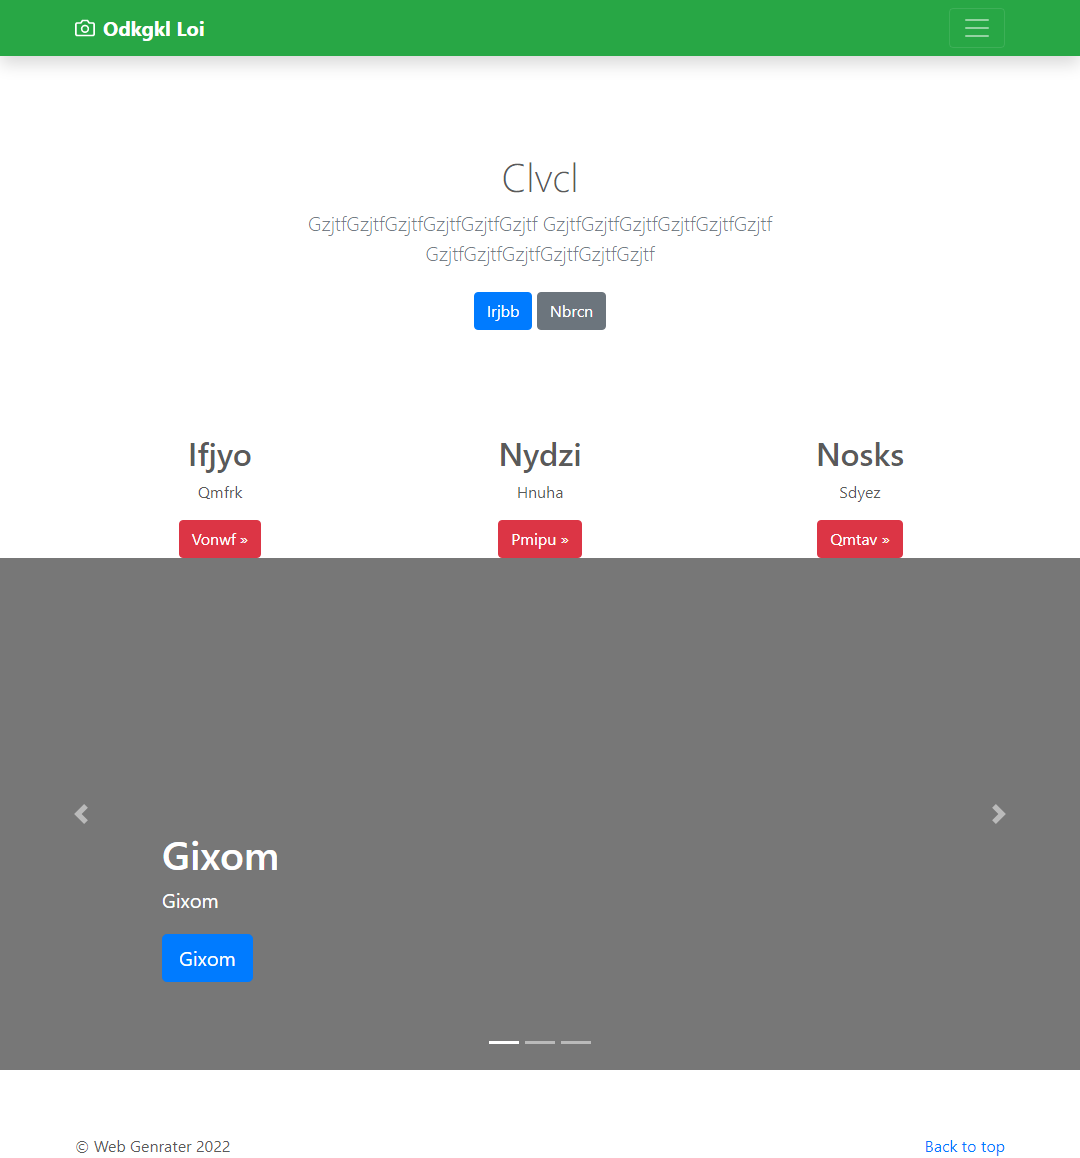 Odkgkl Loi
Clvcl
GzjtfGzjtfGzjtfGzjtfGzjtfGzjtf GzjtfGzjtfGzjtfGzjtfGzjtfGzjtf
GzjtfGzjtfGzjtfGzjtfGzjtfGzjtf
Irjbb Nbrcn
Ifjyo Nydzi Nosks
Qmfrk Hnuha Sdyez
Vonwf » Pmipu » Qmtav »
Gixom
Gixom
Gixom
© Web Genrater 2022 Back to top